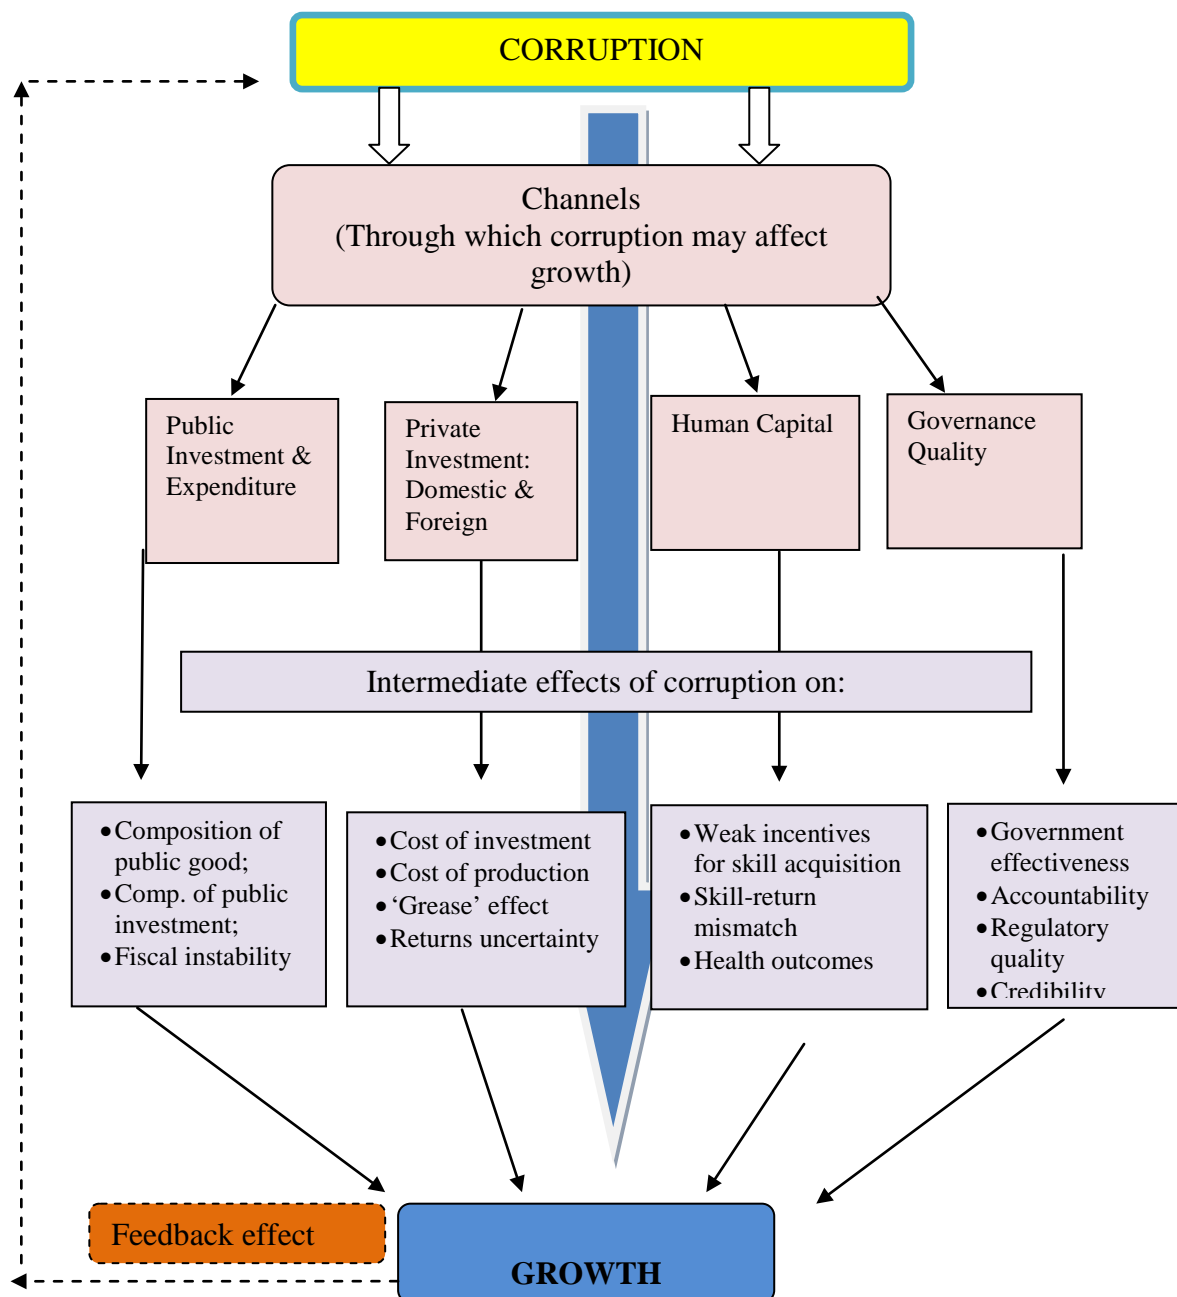 CORRUPTION
Channels
(Through which corruption may affect
growth)
Public
Investment &
Expenditure
Private
Investment:
Domestic &
Foreign
Human Capital
Governance
Quality
Intermediate effects of corruption on:
•Composition of
public good;
•Comp. of public
investment;
•Fiscal instability
•Cost of investment
•Cost of production
•‘Grease’ effect
•Returns uncertainty
•Weak incentives
for skill acquisition
•Skill-return
mismatch
•Health outcomes
•Government
effectiveness
•Accountability
•Regulatory
quality
•Credibility
Feedback effect
GROWTH